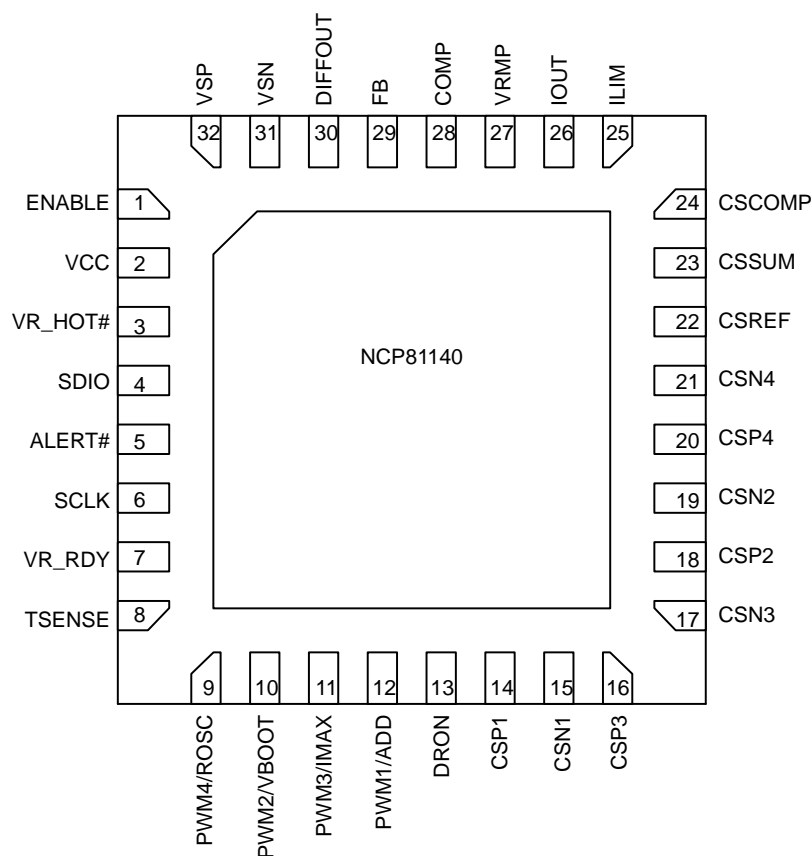 VSP
VSN
DIFFOUT
FB
COMP
VRMP
IOUT
ILIM
32
31
30
29
28
27
26
25
ENABLE 1
VCC 2
VR_HOT# 3
SDIO 4
ALERT# 5
SCLK 6
VR_RDY 7
TSENSE 8
NCP81140
24 CSCOMP
23 CSSUM
22 CSREF
21 CSN4
20 CSP4
19 CSN2
18 CSP2
17 CSN3
9
10
11
12
13
14
15
16
PWM4/ROSC
PWM2/VBOOT
PWM3/IMAX
PWM1/ADD
DRON
CSP1
CSN1
CSP3